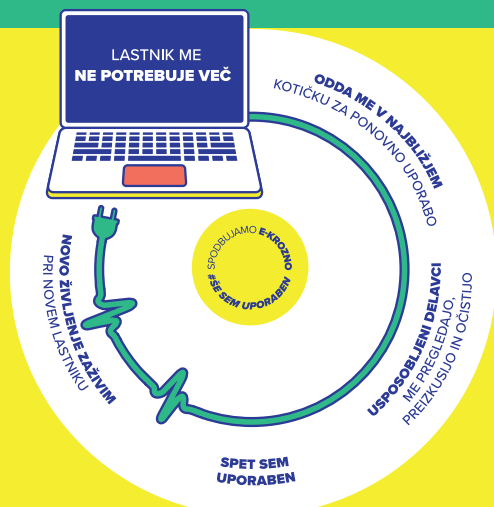 LASTNIK ME
NE POTREBUJE VEČ
ODDA ME V NAJBLIŽJEM
KOTIČKU ZA PONOVNO UPORABO
USPOSOBLJENI DELAVCI
ME PREGLEDAJO,
PREIZKUSIJO IN OČISTIJO
SPET SEM
UPORABEN
NOVO ŽIVLJENJE ZAŽIVIM
PRI NOVEM LASTNIKU
SPODBUJAMO E-KROŽNO
#ŠE SEM UPORABEN